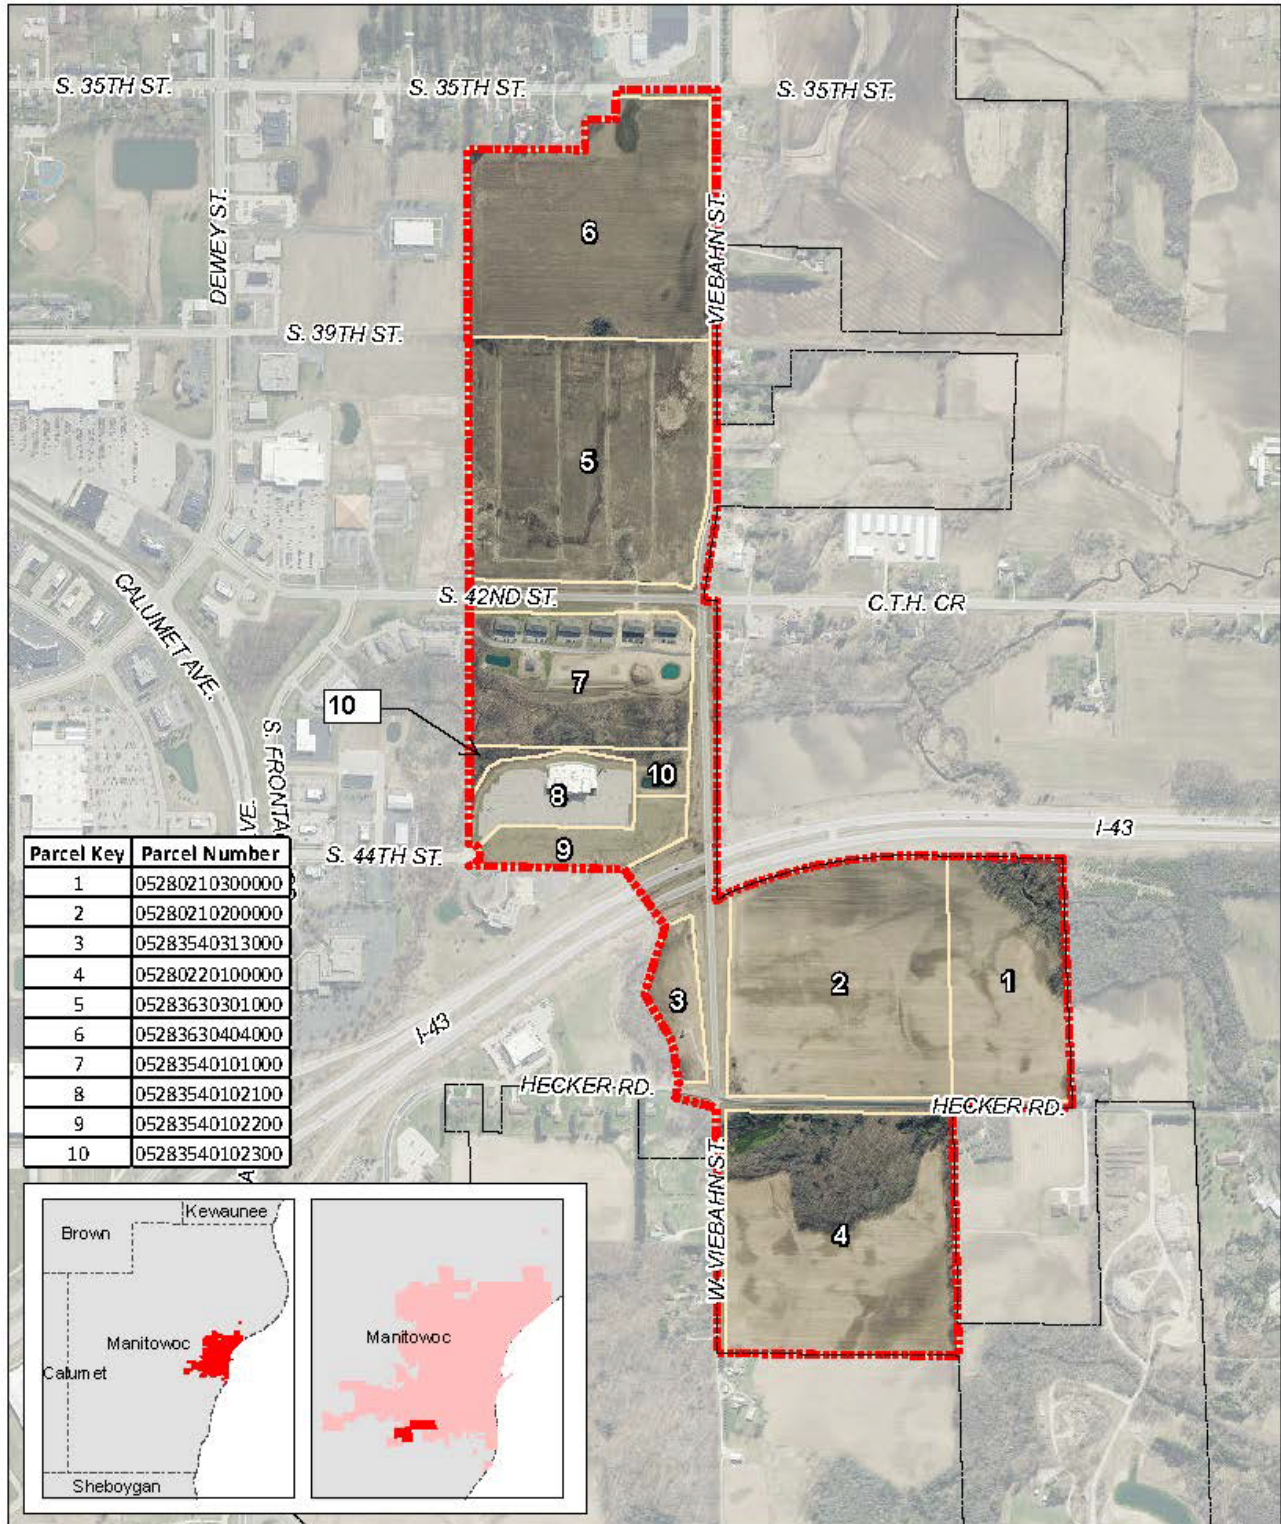 S. 35TH ST.
S. 35TH ST.
S. 35TH ST.
DEWEY ST.
VIEBAHN ST.
6
S. 39TH ST.
5
S. 42ND ST.
C.T.H. CR
CALUMET AVE.
7
10
S. FRONTA
10
8
VE.
9
I-43
S. 44TH ST.
Parcel Key Parcel Number
1 05280210300000
2 05280210200000
3 05283540313000
4 05280220100000
5 05283630301000
6 05283630404000
7 05283540101000
8 05283540102100
9 05283540102200
10 05283540102300
2
1
3
I-43
HECKER RD.
HECKER RD.
W. VIEBAHN ST.
4
A
Kewaunee
Brown
Manitowoc
Calumet
Sheboygan
Manitowoc